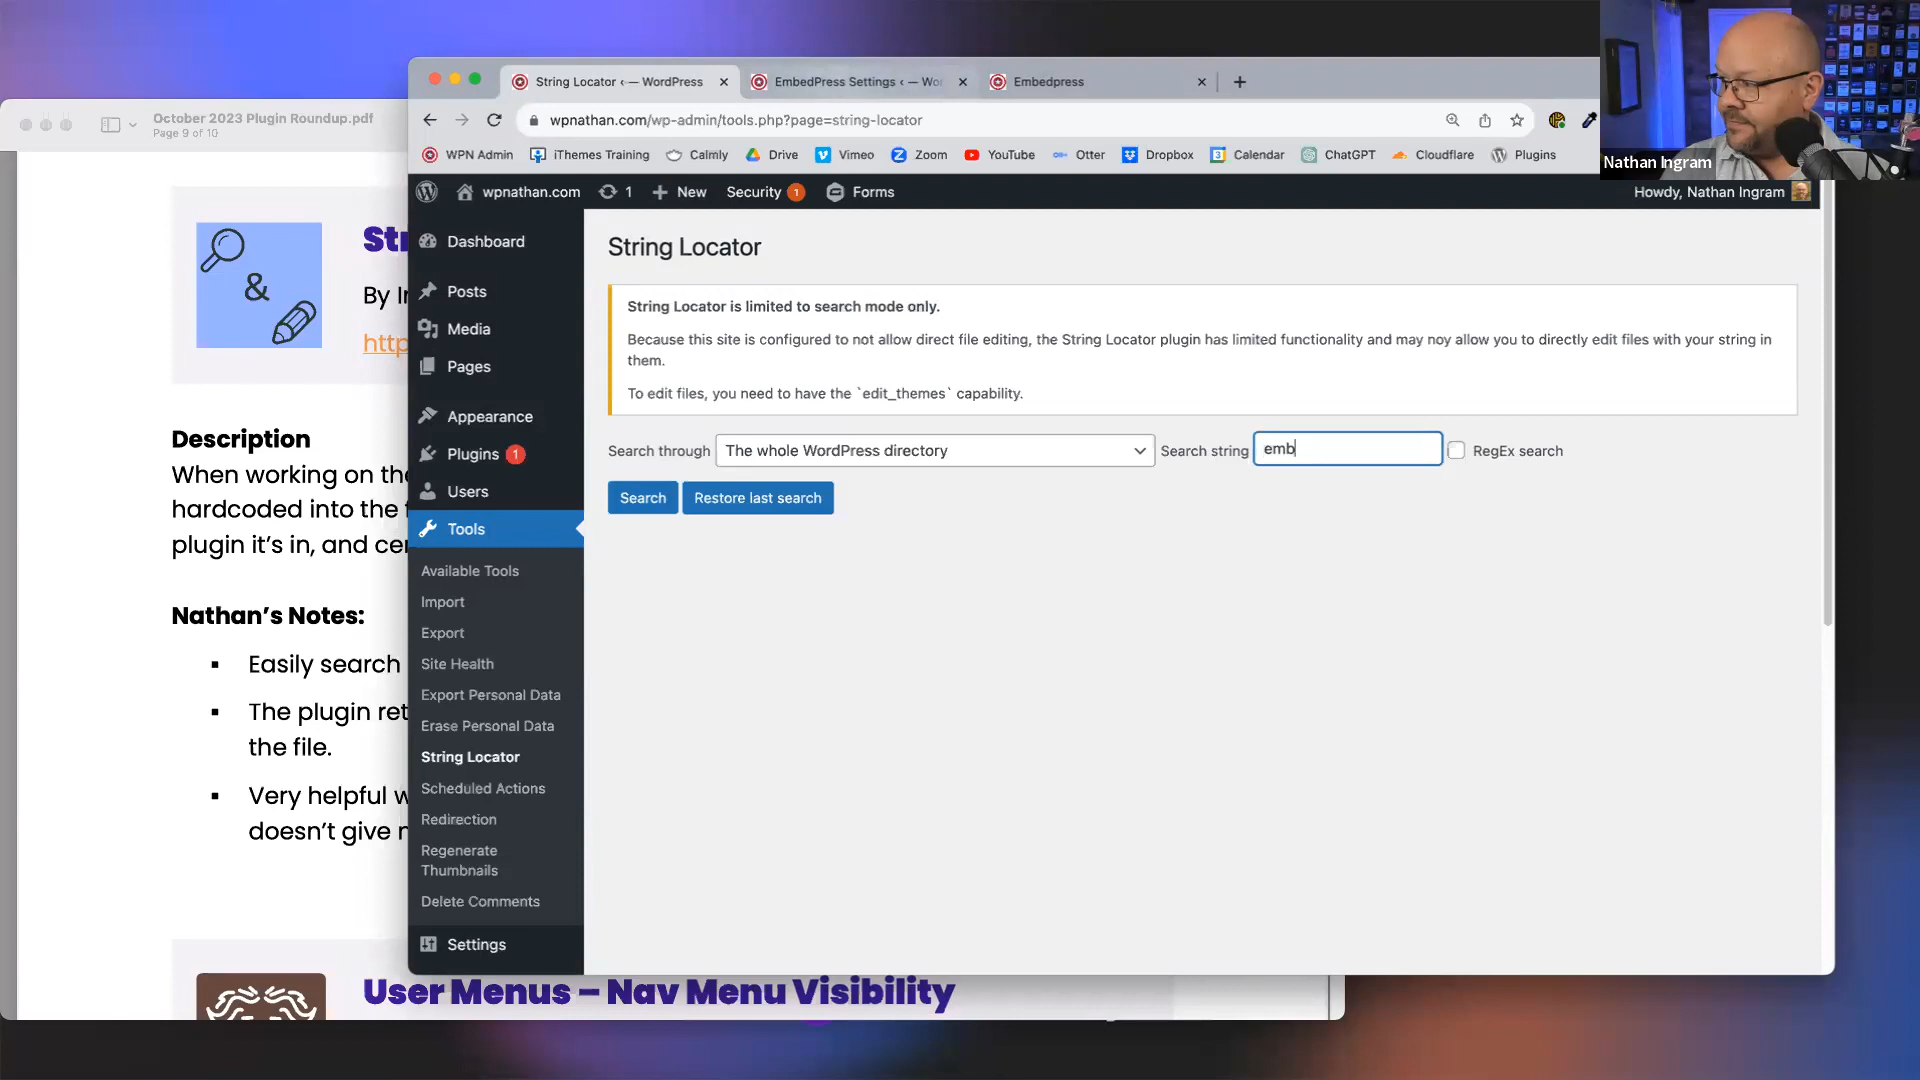 October 2023 Plugin Roundup.pdf
Page 9 of 10
Str
By Ir
http
Description
When working on the
hardcoded into the f
plugin it's in, and cer
Nathan's Notes:
Easily search
The plugin ret
the file.
Very helpful w
doesn't give n
User Menus – Nav Menu Visibility
String Locator ‹ — WordPress
EmbedPress Settings ‹ — Wor
Embedpress
wpnathan.com/wp-admin/tools.php?page=string-locator
WPN Admin
iThemes Training
Calmly
Drive
Vimeo
Zoom
YouTube
Otter
Dropbox
Calendar
ChatGPT
Cloudflare
Plugins
wpnathan.com
1
New
Security 1
Forms
Howdy, Nathan Ingram
Dashboard
Posts
Media
Pages
Appearance
Plugins 1
Users
Tools
Available Tools
Import
Export
Site Health
Export Personal Data
Erase Personal Data
String Locator
Scheduled Actions
Redirection
Regenerate
Thumbnails
Delete Comments
Settings
String Locator
String Locator is limited to search mode only.
Because this site is configured to not allow direct file editing, the String Locator plugin has limited functionality and may noy allow you to directly edit files with your string in
them.
To edit files, you need to have the `edit_themes` capability.
Search through The whole WordPress directory Search string emb RegEx search
Search Restore last search
Nathan Ingram